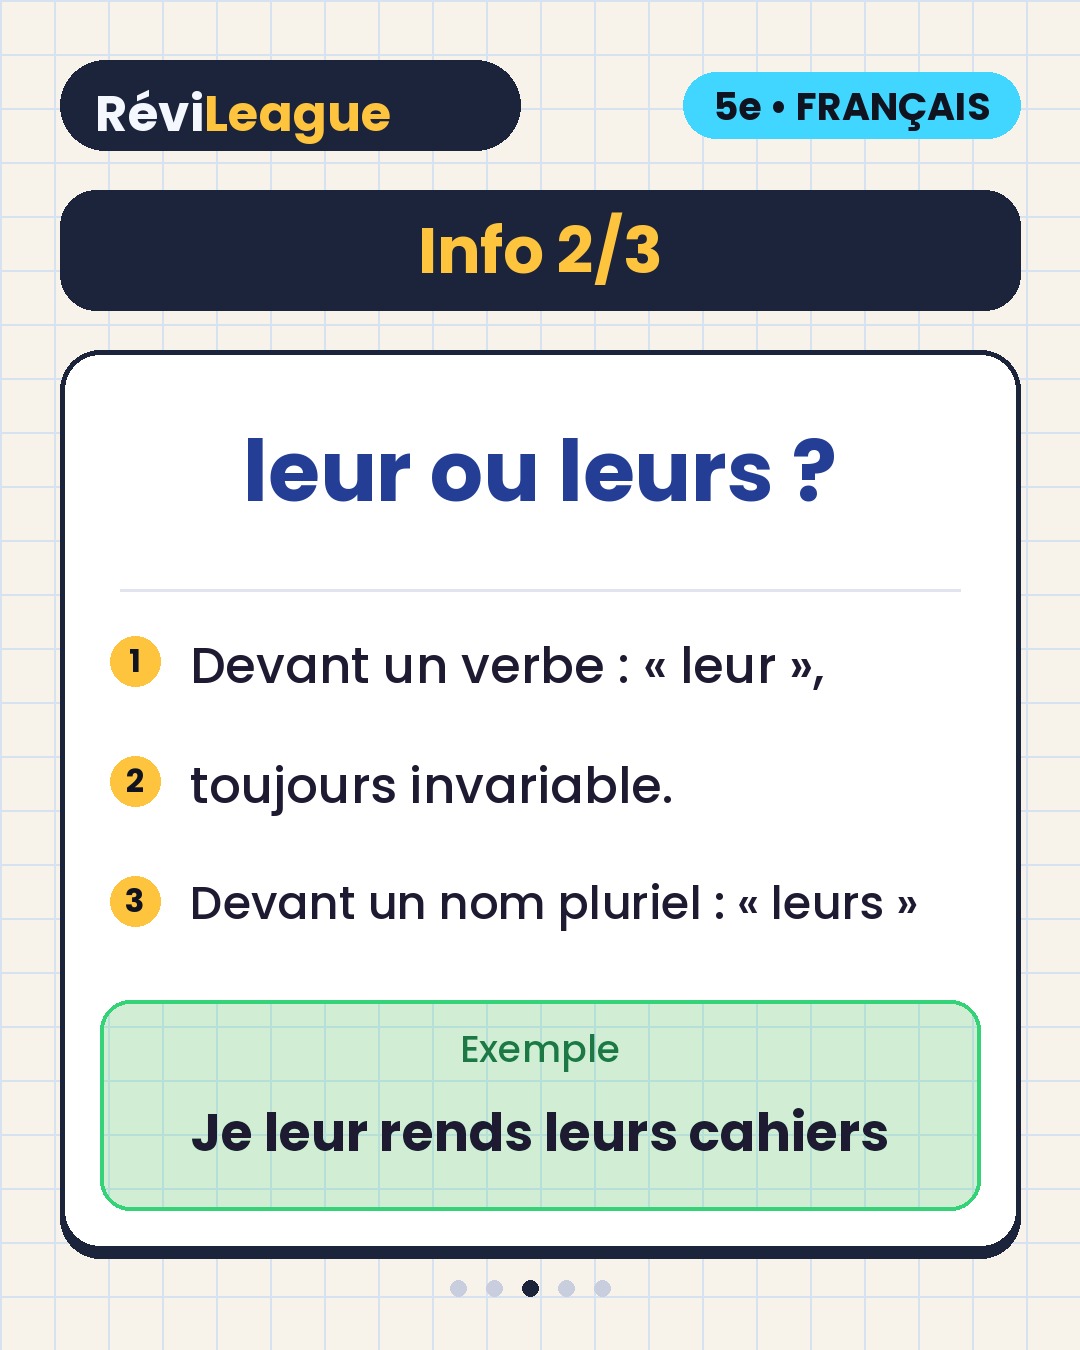 RéviLeague
5e • FRANÇAIS
Info 2/3
leur ou leurs ?
1 Devant un verbe : « leur »,
2 toujours invariable.
3 Devant un nom pluriel : « leurs »
Exemple
Je leur rends leurs cahiers